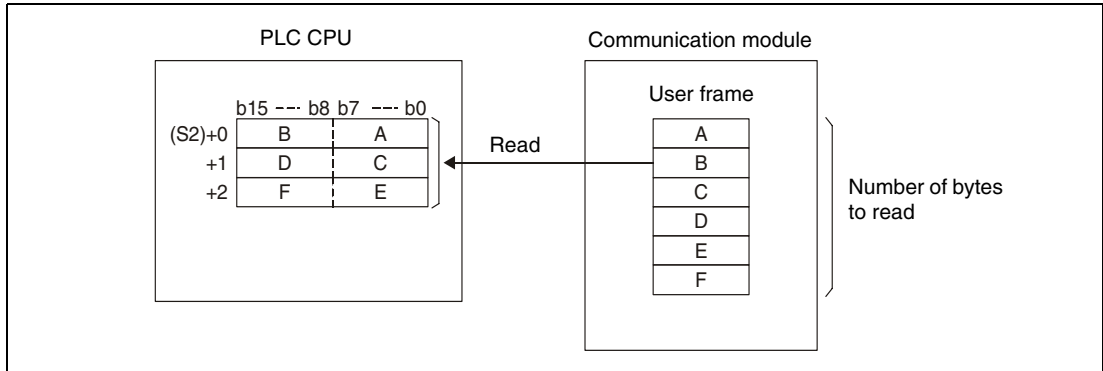 PLC CPU
Communication module
User frame
b15 --- b8 b7 --- b0
(S2)+0 B A
+1 D C
+2 F E
Read
A
B
C
D
E
F
Number of bytes
to read